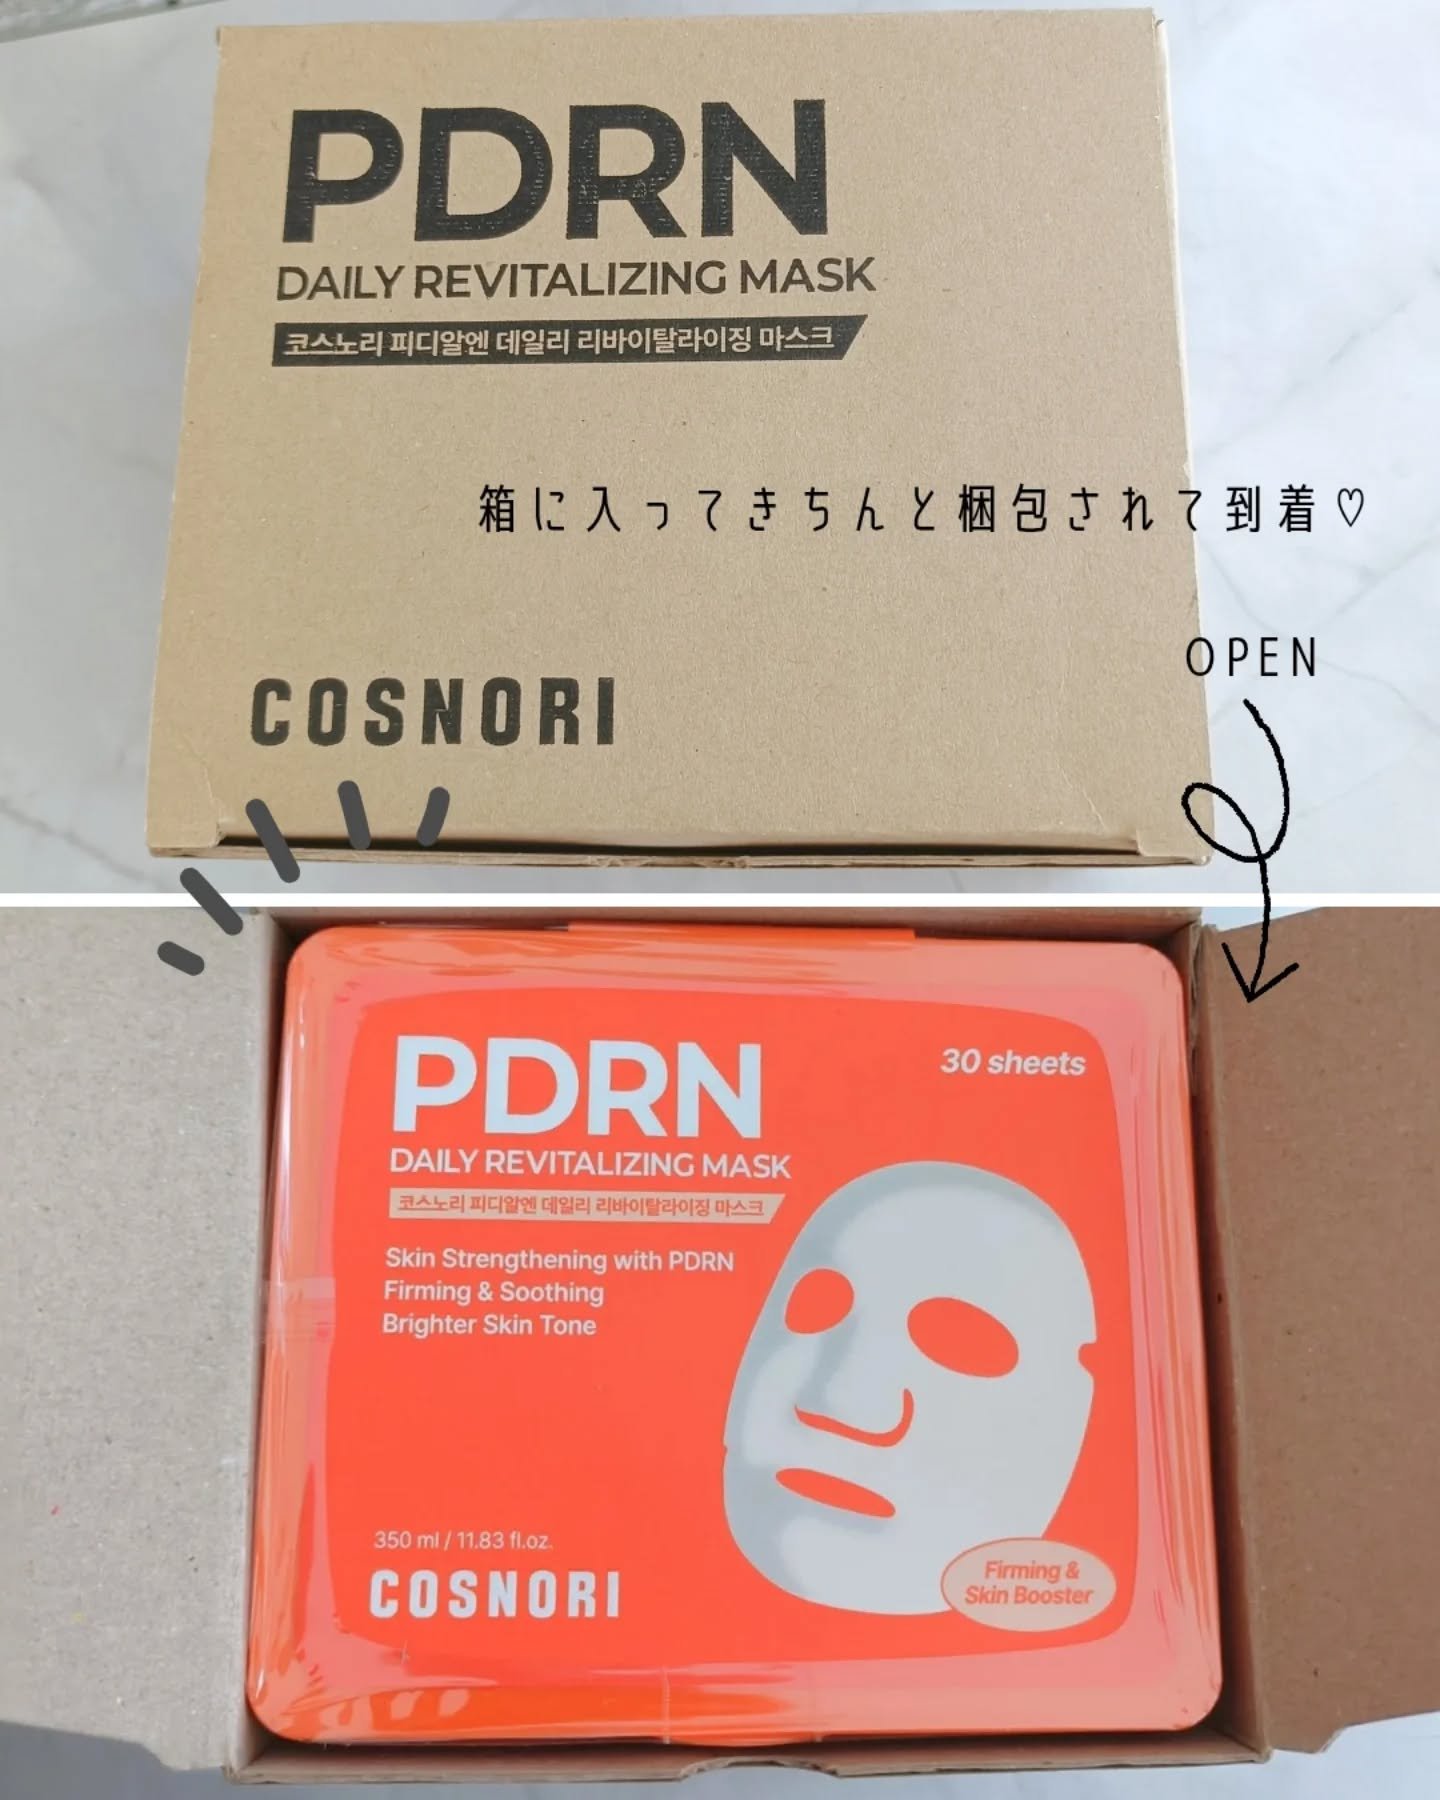 PDRN
DAILY REVITALIZING MASK
코스노리 피디알엔 데일리 리바이탈라이징 마스크
箱に入ってきちんと梱包されて到着♡
OPEN
COSNORI
PDRN
30 sheets
DAILY REVITALIZING MASK
코스노리 피디알엔 데일리 리바이탈라이징 마스크
Skin Strengthening with PDRN
Firming & Soothing
Brighter Skin Tone
350 ml / 11.83 fl.oz.
COSNORI
Firming &
Skin Booster